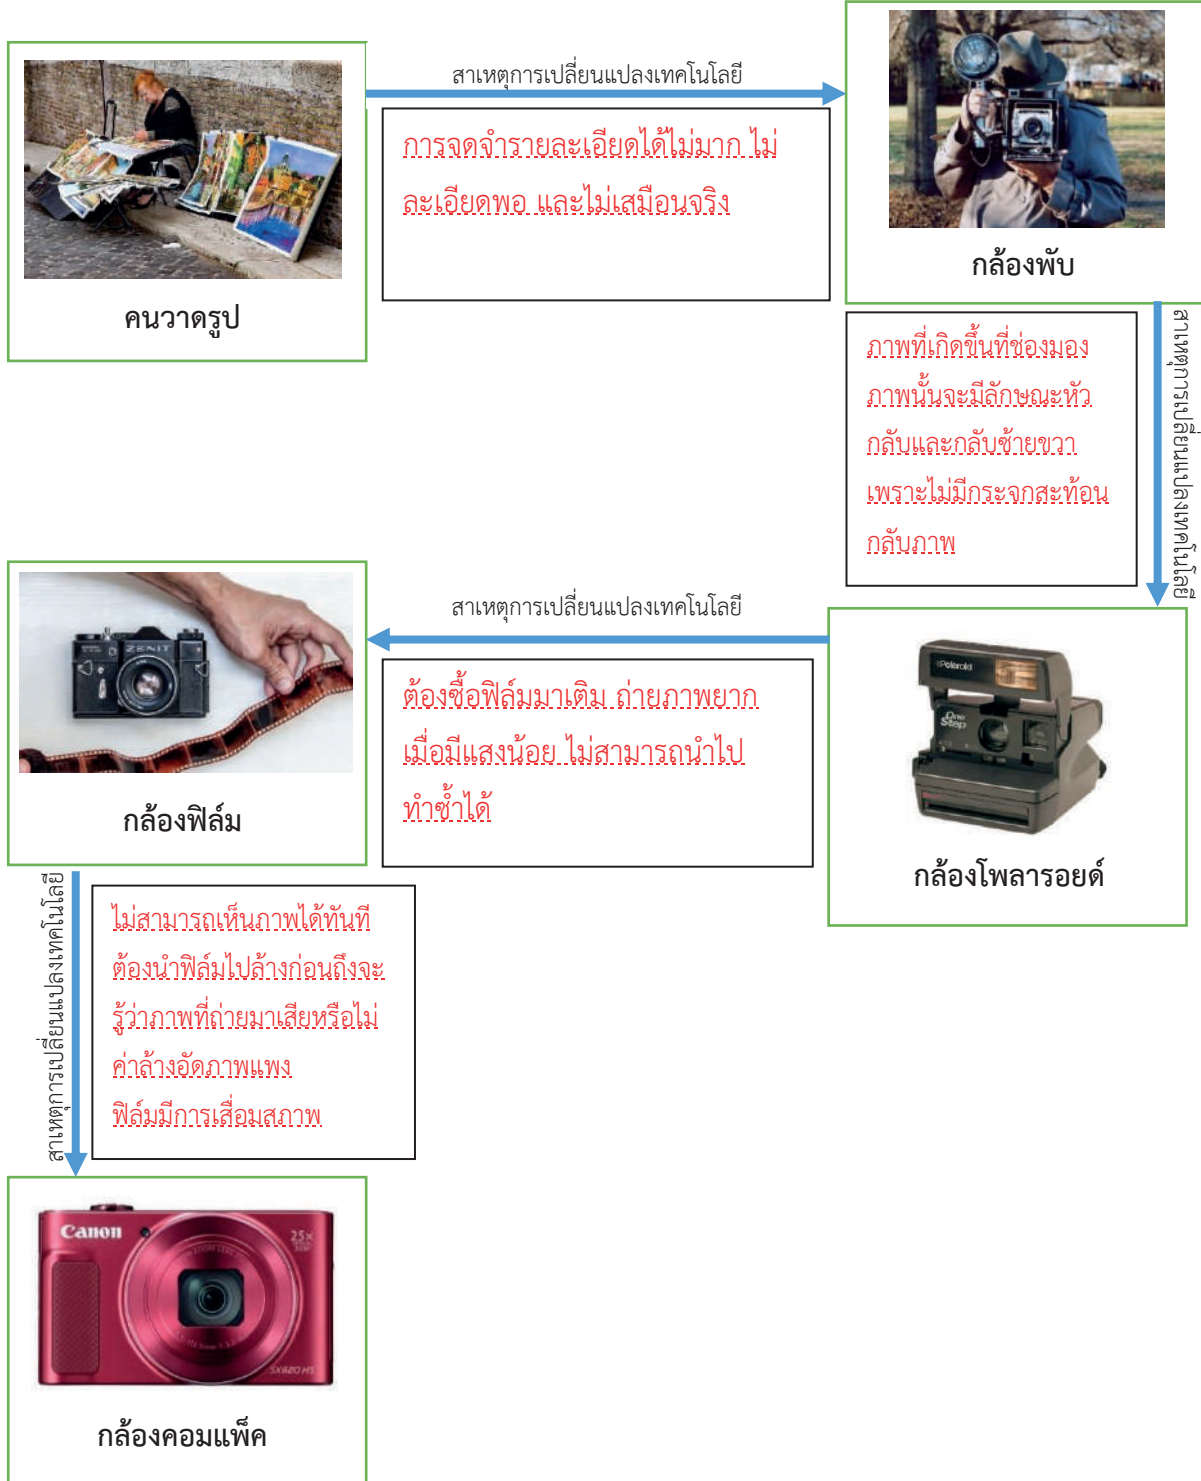 สาเหตุการเปลี่ยนแปลงเทคโนโลยี
การจดจำรายละเอียดได้ไม่มาก ไม่
ละเอียดพอ และไม่เสมือนจริง
คนวาดรูป
กล้องพับ
สาเหตุการเปลี่ยนแปลงเทคโนโลยี
ภาพที่เกิดขึ้นที่ช่องมอง
ภาพนั้นจะมีลักษณะหัว
กลับและกลับซ้ายขวา
เพราะไม่มีกระจกสะท้อน
กลับภาพ
สาเหตุการเปลี่ยนแปลงเทคโนโลยี
Polaroid
One
Step
กล้องโพลารอยด์
ต้องซื้อฟิล์มมาเติม ถ่ายภาพยาก
เมื่อมีแสงน้อย ไม่สามารถนำไป
ทำซ้ำได้
ZENIT
กล้องฟิล์ม
สาเหตุการเปลี่ยนแปลงเทคโนโลยี
ไม่สามารถเห็นภาพได้ทันที
ต้องนำฟิล์มไปล้างก่อนถึงจะ
รู้ว่าภาพที่ถ่ายมาเสียหรือไม่
ค่าล้างอัดภาพแพง
ฟิล์มมีการเสื่อมสภาพ
Canon
25x
ZOOM LENS
SX620 HS
กล้องคอมแพ็ค